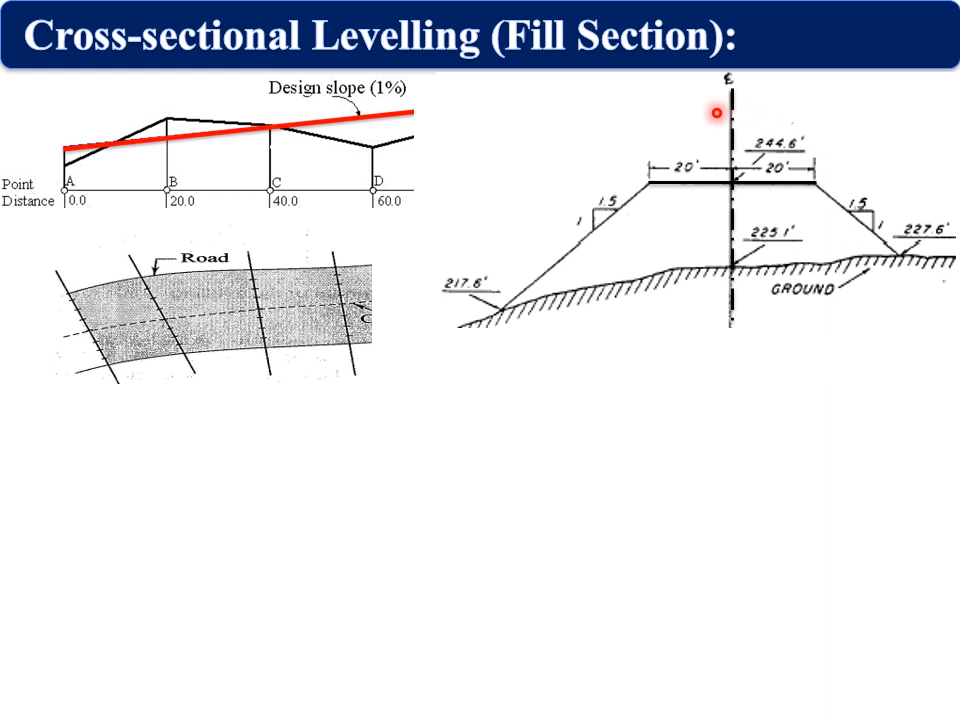 Cross-sectional Levelling (Fill Section):
Design slope (1%)
Point A B C D
Distance 0.0 20.0 40.0 60.0
Road
C
℄
244.6'
20' 20'
1.5 1.5
1 1
225.1' 227.6'
217.6'
GROUND